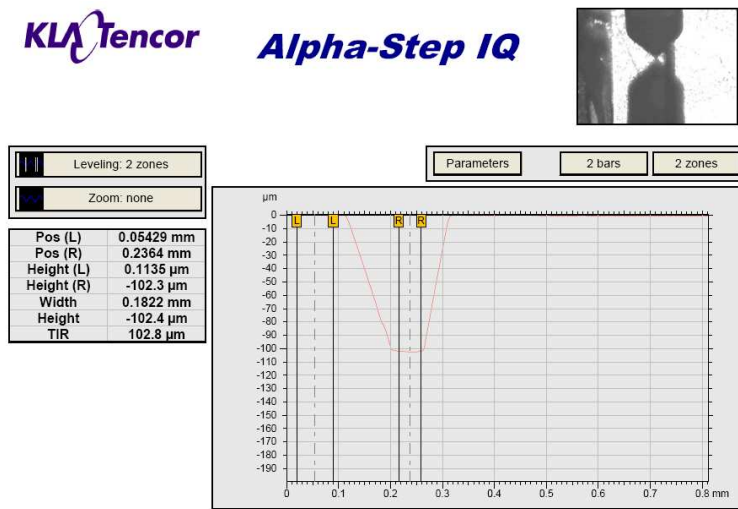 KLA Tencor
Alpha-Step IQ
Leveling: 2 zones
Zoom: none
Parameters
2 bars
2 zones
Pos (L) 0.05429 mm
Pos (R) 0.2364 mm
Height (L) 0.1135 µm
Height (R) -102.3 µm
Width 0.1822 mm
Height -102.4 µm
TIR 102.8 µm
µm
L L R R
0
-10
-20
-30
-40
-50
-60
-70
-80
-90
-100
-110
-120
-130
-140
-150
-160
-170
-180
-190
0 0.1 0.2 0.3 0.4 0.5 0.6 0.7 0.8 mm